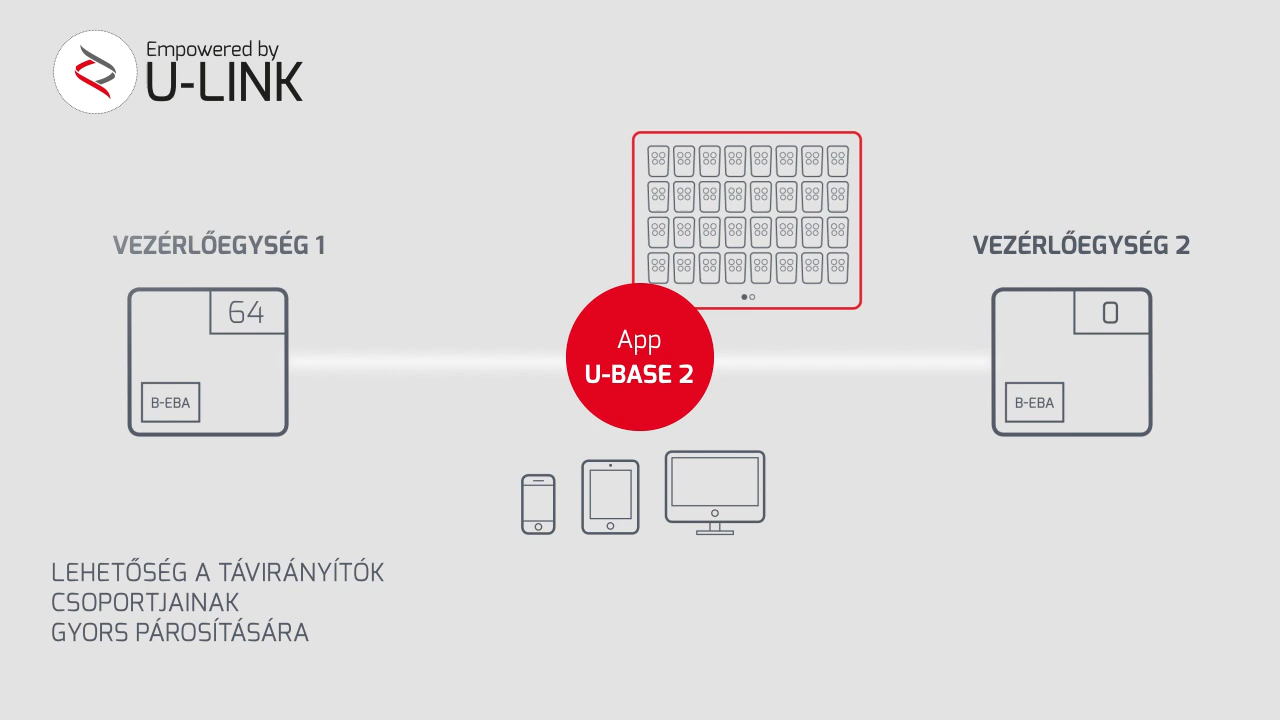 Empowered by
U-LINK
VEZÉRLŐEGYSÉG 1
VEZÉRLŐEGYSÉG 2
64
0
App
U-BASE 2
B-EBA
B-EBA
LEHETŐSÉG A TÁVIRÁNYÍTÓK
CSOPORTJAINAK
GYORS PÁROSÍTÁSÁRA